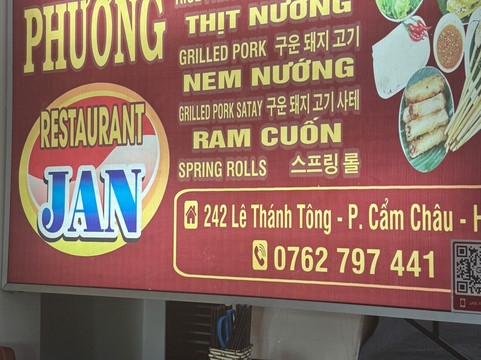 PHƯƠNG
THỊT NƯỚNG
GRILLED PORK 구운 돼지 고기
NEM NƯỚNG
GRILLED PORK SATAY 구운 돼지 고기 사테
RAM CUỐN
SPRING ROLLS 스프링 롤
RESTAURANT
JAN
242 Lê Thánh Tông - P. Cẩm Châu - H
0762 797 441